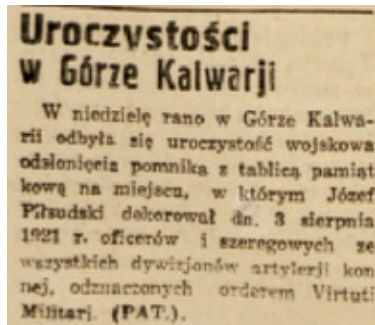 Uroczystości
w Górze Kalwarji
W niedzielę rano w Górze Kalwa-
rii odbyła się uroczystość wojskowa
odsłonięcia pomnika z tablicą pamiąt
kową na miejscu, w którym Józef
Piłsudski dekorował dn. 3 sierpnia
1921 r. oficerów i szeregowych ze
wszystkich dywizjonów artylerji kon
nej, odznaczonych orderem Virtuti
Militari. (PAT.).